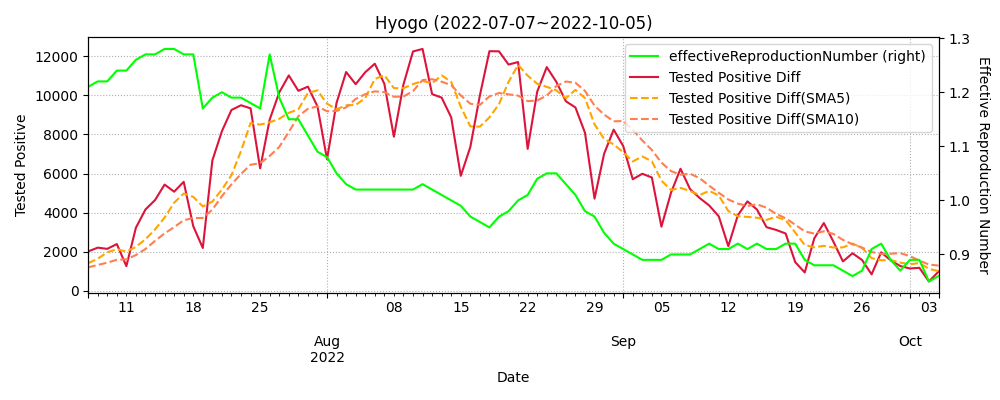 Hyogo (2022-07-07~2022-10-05)
effectiveReproductionNumber (right)
Tested Positive Diff
Tested Positive Diff(SMA5)
Tested Positive Diff(SMA10)
Tested Positive
12000
10000
8000
6000
4000
2000
0
1.3
1.2
1.1
1.0
0.9
Effective Reproduction Number
11 18 25 08 15 22 29 05 12 19 26 03
Aug Sep Oct
2022
Date